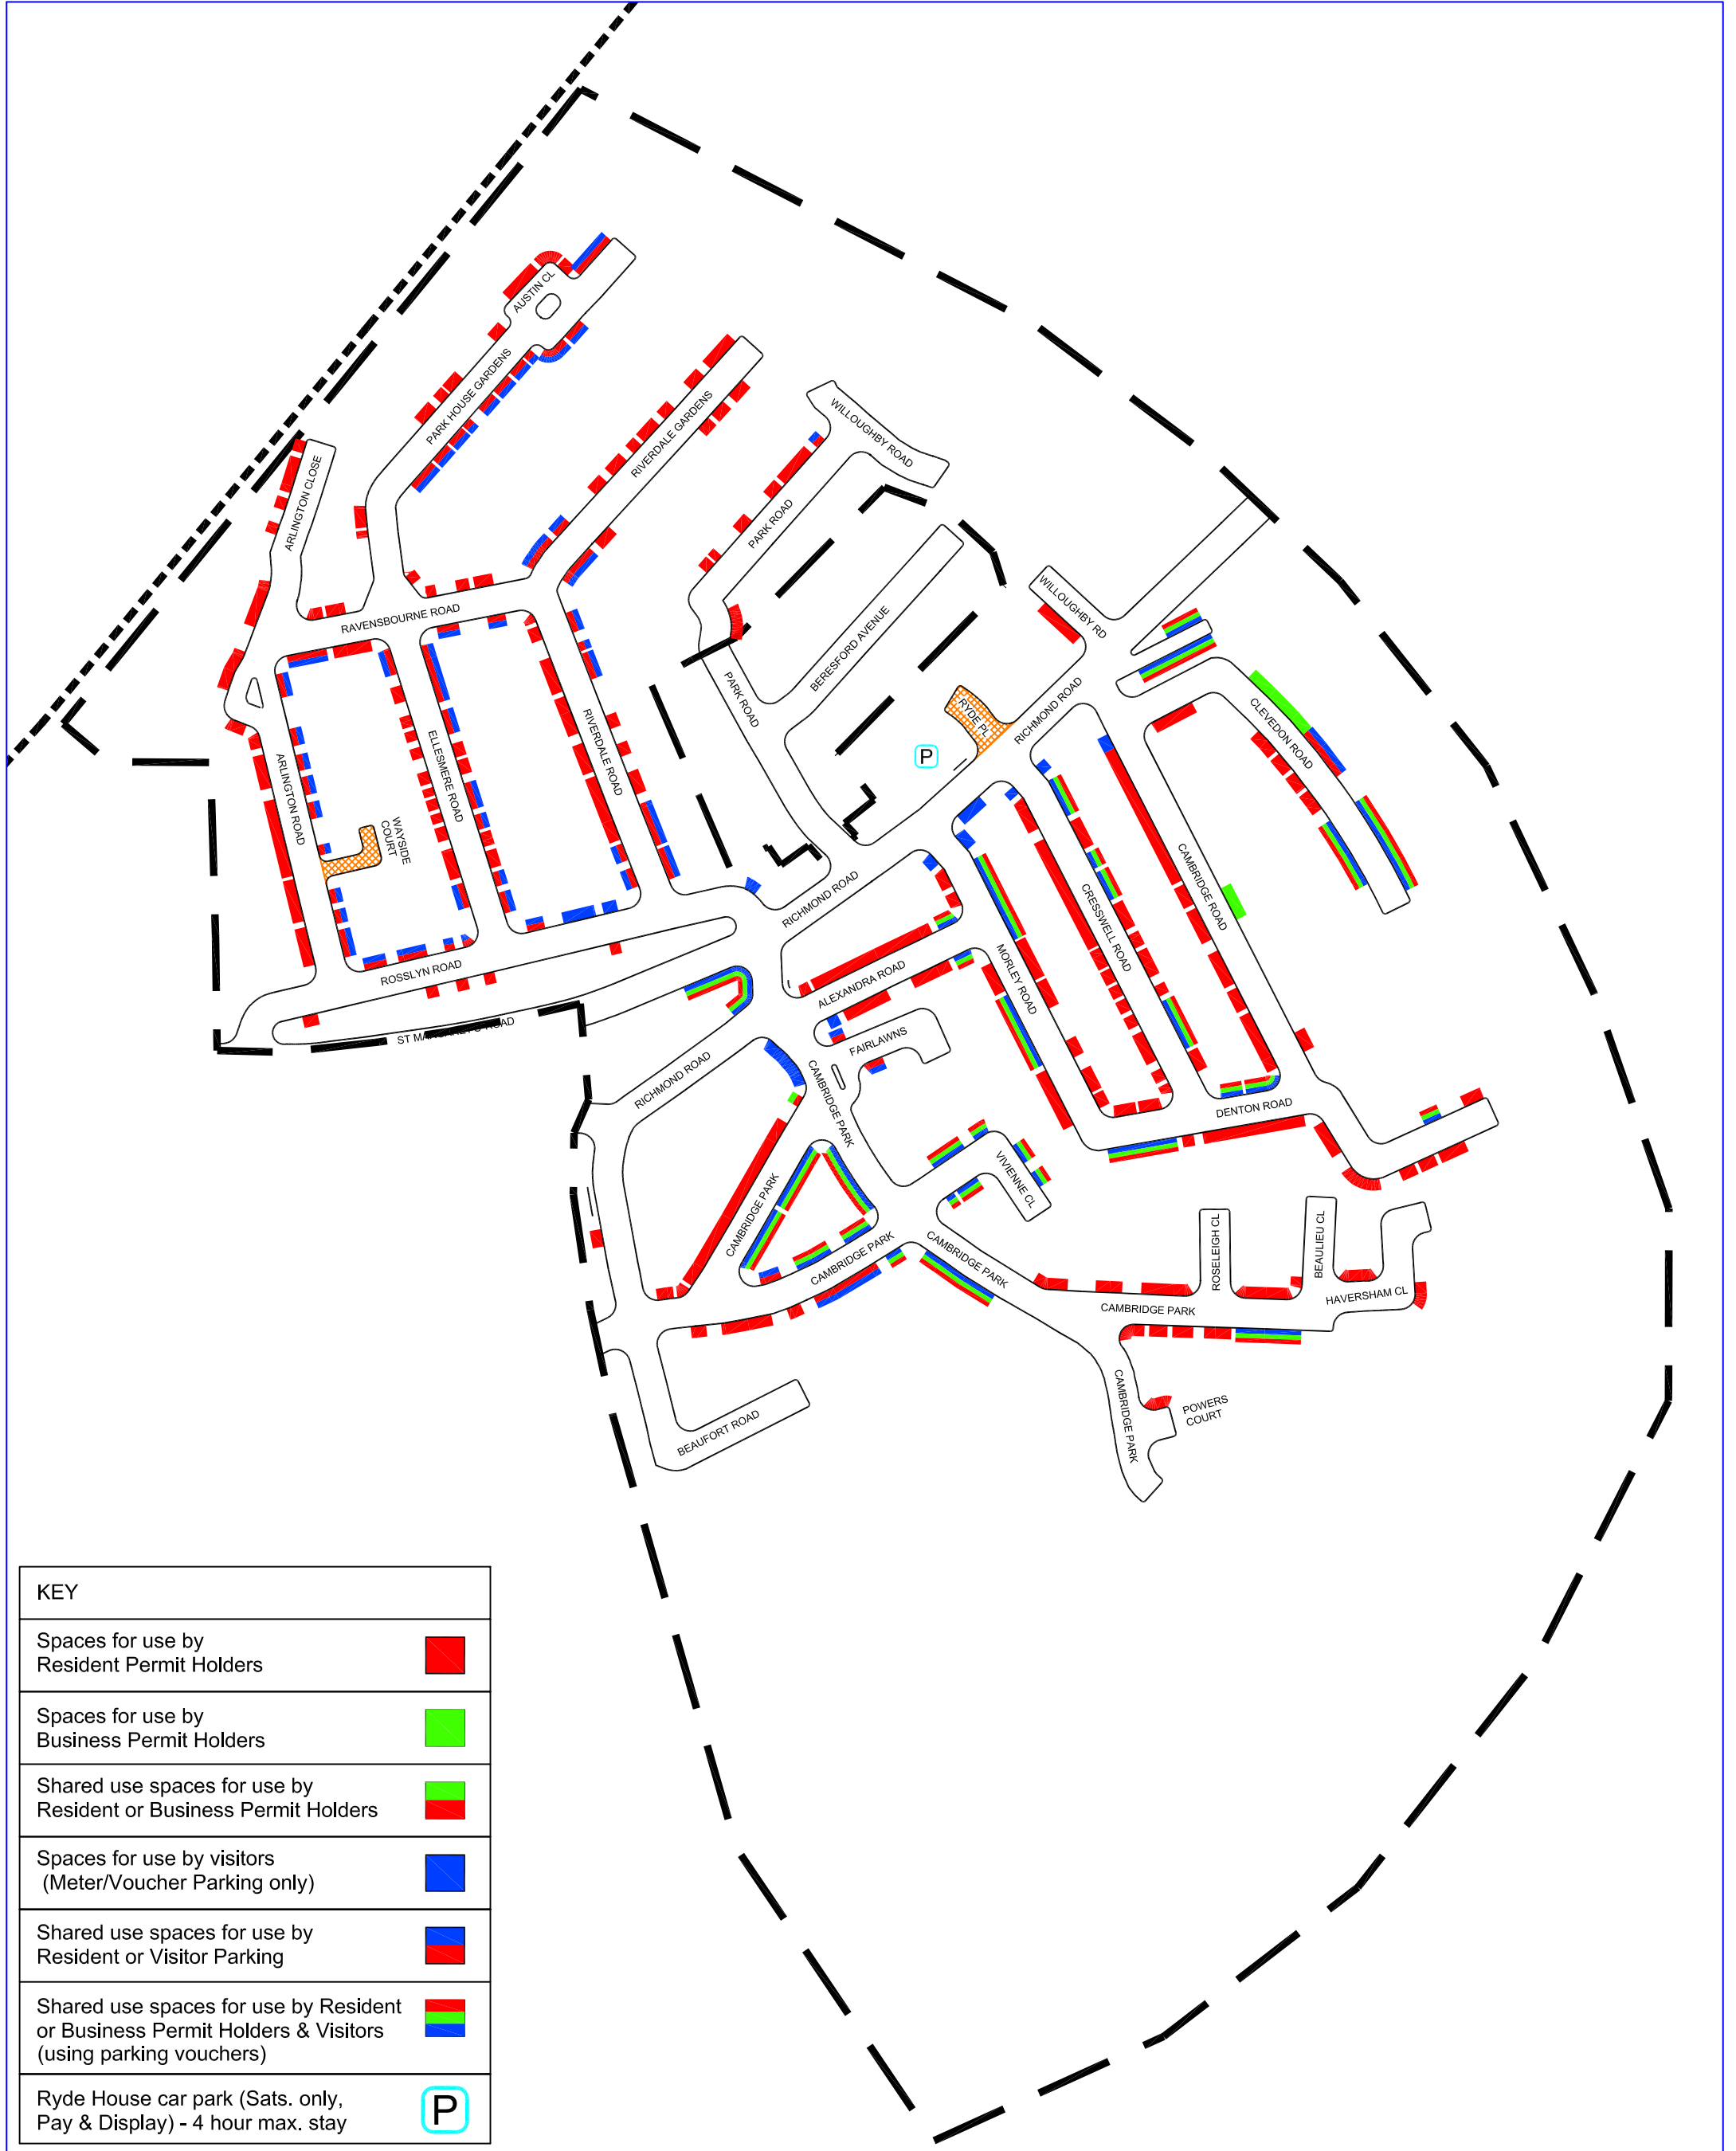 AUSTIN CL
PARK HOUSE GARDENS
RIVERDALE GARDENS
WILLOUGHBY ROAD
ARLINGTON CLOSE
PARK ROAD
RAVENSBOURNE ROAD
BERESFORD AVENUE
WILLOUGHBY RD
PARK ROAD
RYDE PL
RICHMOND ROAD
CLEVEDON ROAD
P
RIVERDALE ROAD
ELLESMERE ROAD
ARLINGTON ROAD
WAYSIDE
COURT
RICHMOND ROAD
CAMBRIDGE ROAD
CRESSWELL ROAD
MORLEY ROAD
ROSSLYN ROAD
ALEXANDRA ROAD
ROAD
FAIRLAWNS
RICHMOND ROAD
CAMBRIDGE PARK
DENTON ROAD
VIVIENNE CL
CAMBRIDGE PARK
CAMBRIDGE PARK
CAMBRIDGE PARK
ROSELEIGH CL
BEAULIEU CL
HAVERSHAM CL
CAMBRIDGE PARK
CAMBRIDGE PARK
POWERS
COURT
BEAUFORT ROAD
KEY
Spaces for use by
Resident Permit Holders
Spaces for use by
Business Permit Holders
Shared use spaces for use by
Resident or Business Permit Holders
Spaces for use by visitors
(Meter/Voucher Parking only)
Shared use spaces for use by
Resident or Visitor Parking
Shared use spaces for use by Resident
or Business Permit Holders & Visitors
(using parking vouchers)
Ryde House car park (Sats. only,
Pay & Display) - 4 hour max. stay
P